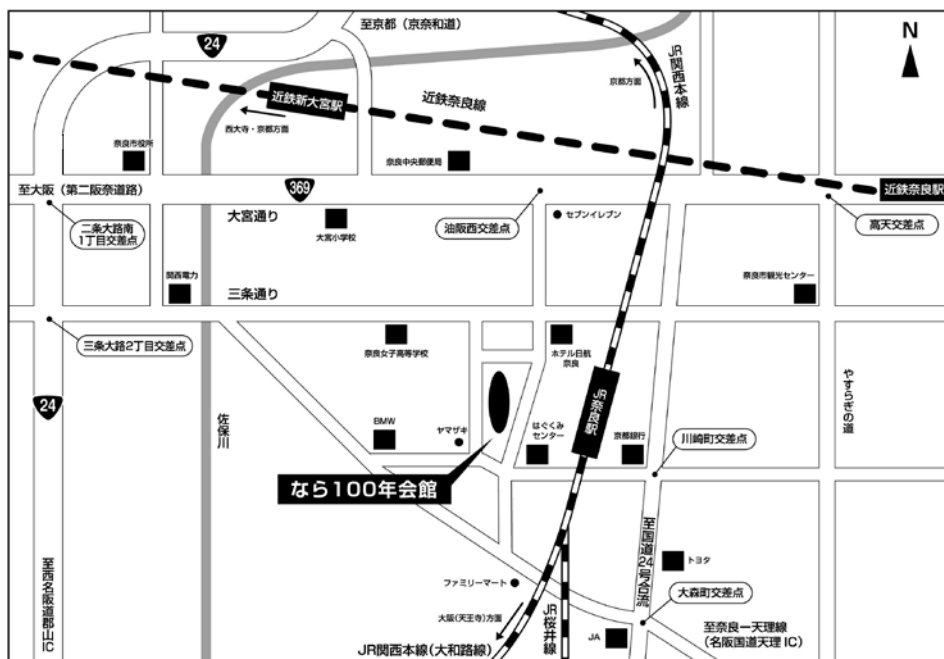 至京都（京奈和道）
24
N
JR関西本線
京都方面
近鉄新大宮駅
近鉄奈良線
西大寺・京都方面
奈良市役所
奈良中央郵便局
至大阪（第二阪奈道路）
369
近鉄奈良駅
二条大路南
1丁目交差点
大宮通り
大宮小学校
油阪西交差点
セブンイレブン
高天交差点
関西電力
三条通り
奈良市観光センター
三条大路2丁目交差点
奈良女子高等学校
ホテル日航
奈良
24
佐保川
BMW
ヤマザキ
はぐくみ
センター
JR奈良駅
京都銀行
川崎町交差点
やすらぎの道
なら100年会館
至西名阪道郡山IC
至国道24号合流
トヨタ
ファミリーマート
大森町交差点
大阪(天王寺)方面
JR桜井線
JA
至奈良ー天理線
（名阪国道天理IC）
JR関西本線(大和路線)